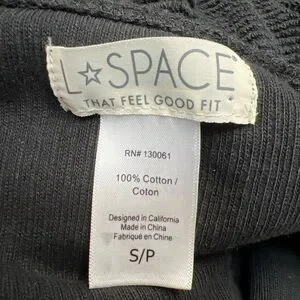 L☆SPACE
THAT FEEL GOOD FIT
RN# 130061
100% Cotton /
Coton
Designed in California
Made in China
Fabriqué en Chine
S/P